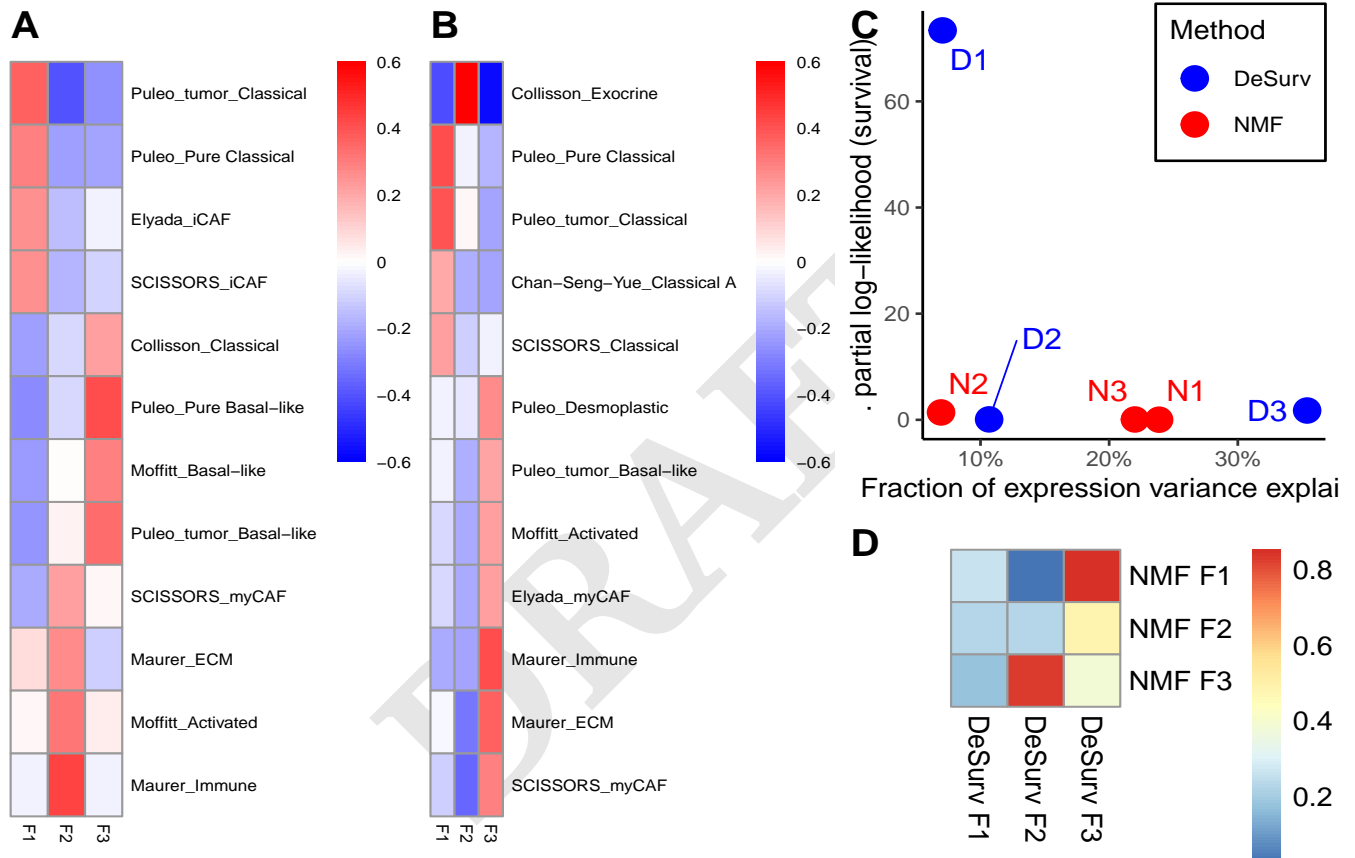 A
Puleo_tumor_Classical
Puleo_Pure Classical
Elyada_iCAF
SCISSORS_iCAF
Collisson_Classical
Puleo_Pure Basal−like
Moffitt_Basal−like
Puleo_tumor_Basal−like
SCISSORS_myCAF
Maurer_ECM
Moffitt_Activated
Maurer_Immune
F1
F2
F3
0.6
0.4
0.2
0
−0.2
−0.4
−0.6
B
Collisson_Exocrine
Puleo_Pure Classical
Puleo_tumor_Classical
Chan−Seng−Yue_Classical A
SCISSORS_Classical
Puleo_Desmoplastic
Puleo_tumor_Basal−like
Moffitt_Activated
Elyada_myCAF
Maurer_Immune
Maurer_ECM
SCISSORS_myCAF
F1
F2
F3
0.6
0.4
0.2
0
−0.2
−0.4
−0.6
DRAFT
C
. partial log−likelihood (survival)
60
40
20
0
D1
D2
N2
N3
N1
D3
Method
DeSurv
NMF
10%
20%
30%
Fraction of expression variance explai
D
NMF F1
NMF F2
NMF F3
DeSurv F1
DeSurv F2
DeSurv F3
0.8
0.6
0.4
0.2